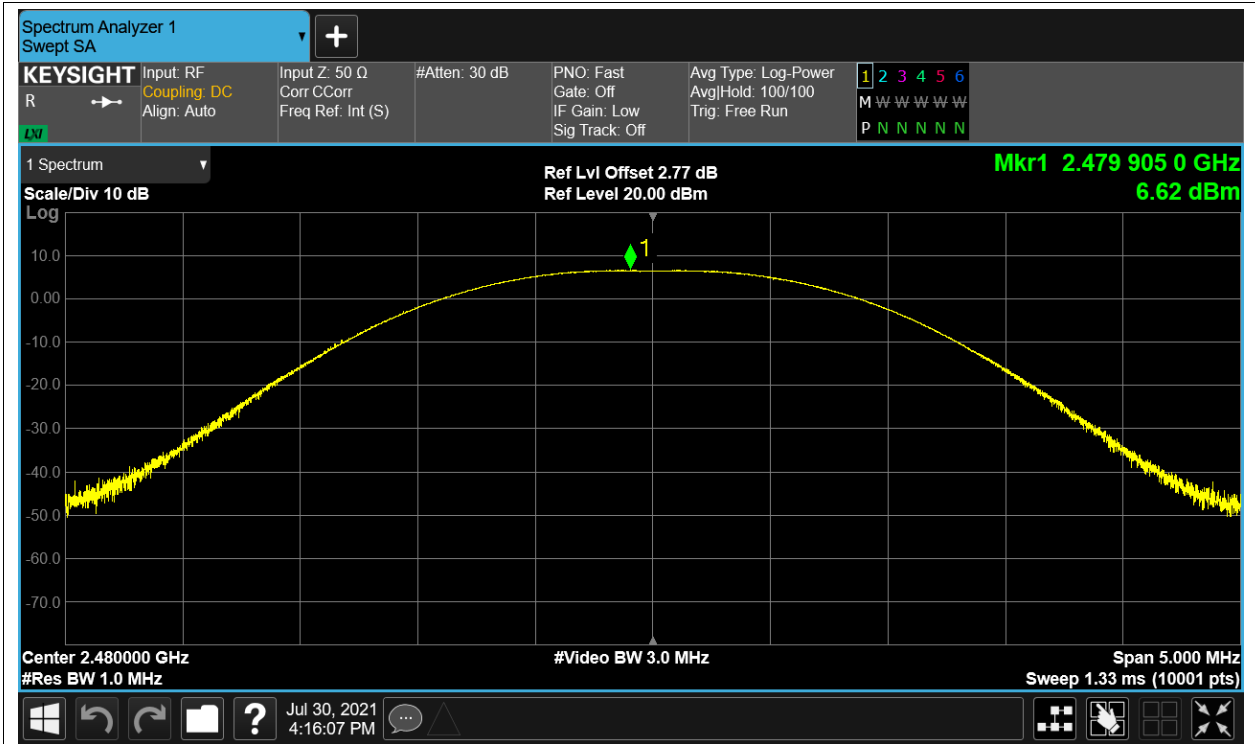 Spectrum Analyzer 1
Swept SA
+
KEYSIGHT
R
LXI
Input: RF
Coupling: DC
Align: Auto
Input Z: 50 Ω
Corr CCorr
Freq Ref: Int (S)
#Atten: 30 dB
PNO: Fast
Gate: Off
IF Gain: Low
Sig Track: Off
Avg Type: Log-Power
Avg|Hold: 100/100
Trig: Free Run
1 2 3 4 5 6
M W W W W W
P N N N N N
1 Spectrum
Scale/Div 10 dB
Log
Ref Lvl Offset 2.77 dB
Ref Level 20.00 dBm
Mkr1 2.479 905 0 GHz
6.62 dBm
1
10.0
0.00
-10.0
-20.0
-30.0
-40.0
-50.0
-60.0
-70.0
Center 2.480000 GHz
#Res BW 1.0 MHz
#Video BW 3.0 MHz
Span 5.000 MHz
Sweep 1.33 ms (10001 pts)
?
Jul 30, 2021
4:16:07 PM